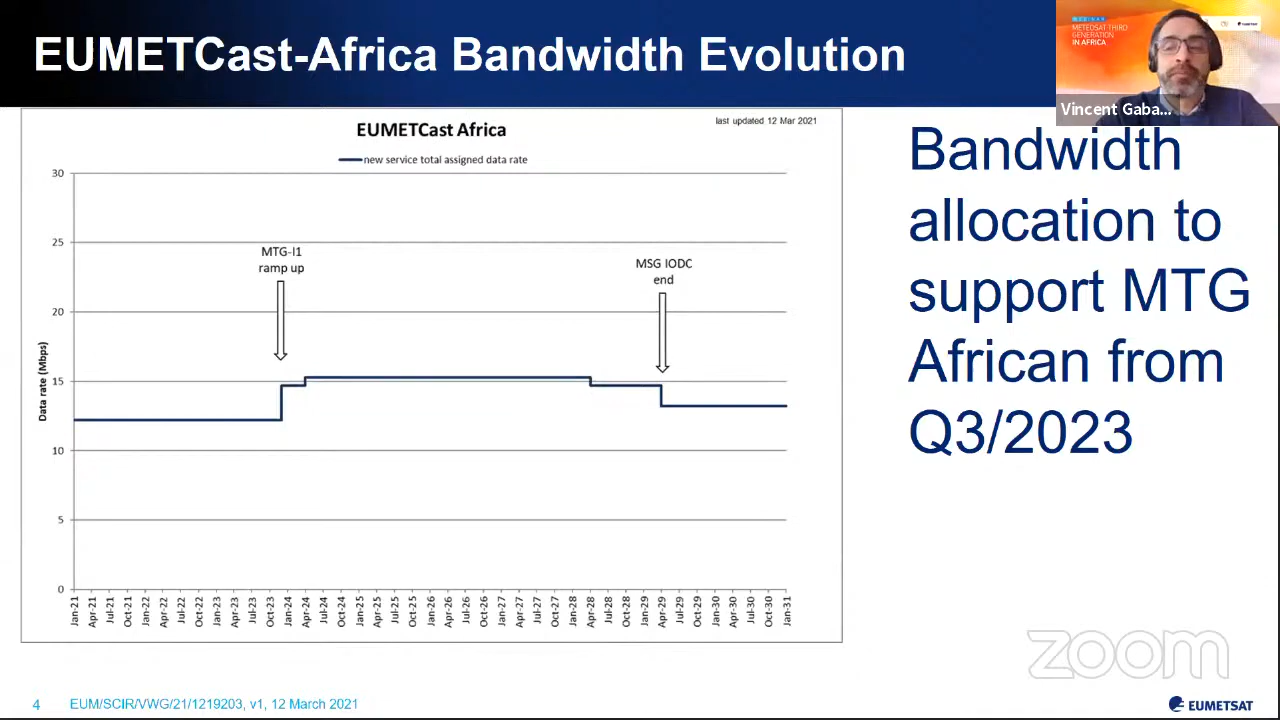 EUMETCast-Africa Bandwidth Evolution
WEBINAR
METEOSAT THIRD
GENERATION
IN AFRICA
EUMETSAT
Vincent Gaba...
EUMETCast Africa
last updated 12 Mar 2021
new service total assigned data rate
30
25
20
15
10
5
0
Data rate (Mbps)
MTG-I1
ramp up
MSG IODC
end
Jan-21
Apr-21
Jul-21
Oct-21
Jan-22
Apr-22
Jul-22
Oct-22
Jan-23
Apr-23
Jul-23
Oct-23
Jan-24
Apr-24
Jul-24
Oct-24
Jan-25
Apr-25
Jul-25
Oct-25
Jan-26
Apr-26
Jul-26
Oct-26
Jan-27
Apr-27
Jul-27
Oct-27
Jan-28
Apr-28
Jul-28
Oct-28
Jan-29
Apr-29
Jul-29
Oct-29
Jan-30
Apr-30
Jul-30
Oct-30
Jan-31
Bandwidth
allocation to
support MTG
African from
Q3/2023
zoom
4
EUM/SCIR/VWG/21/1219203, v1, 12 March 2021
EUMETSAT